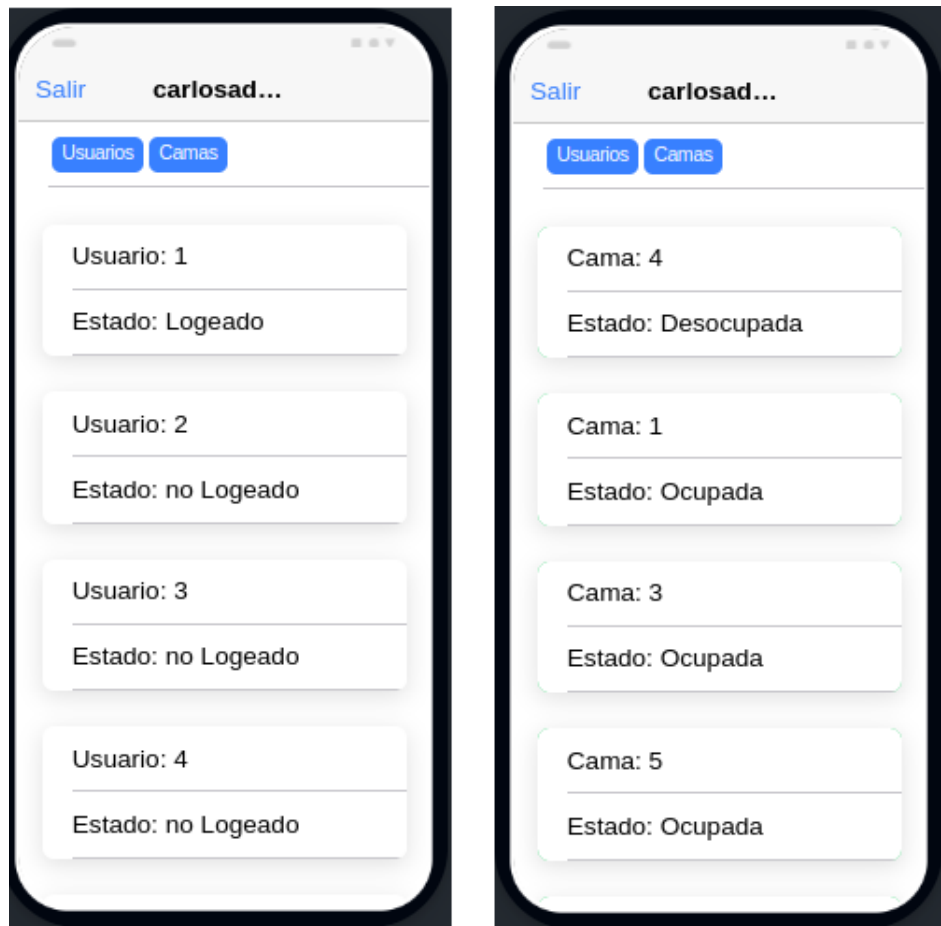 Salir carlosad...
Usuarios Camas
Usuario: 1
Estado: Logeado
Usuario: 2
Estado: no Logeado
Usuario: 3
Estado: no Logeado
Usuario: 4
Estado: no Logeado
Salir carlosad...
Usuarios Camas
Cama: 4
Estado: Desocupada
Cama: 1
Estado: Ocupada
Cama: 3
Estado: Ocupada
Cama: 5
Estado: Ocupada